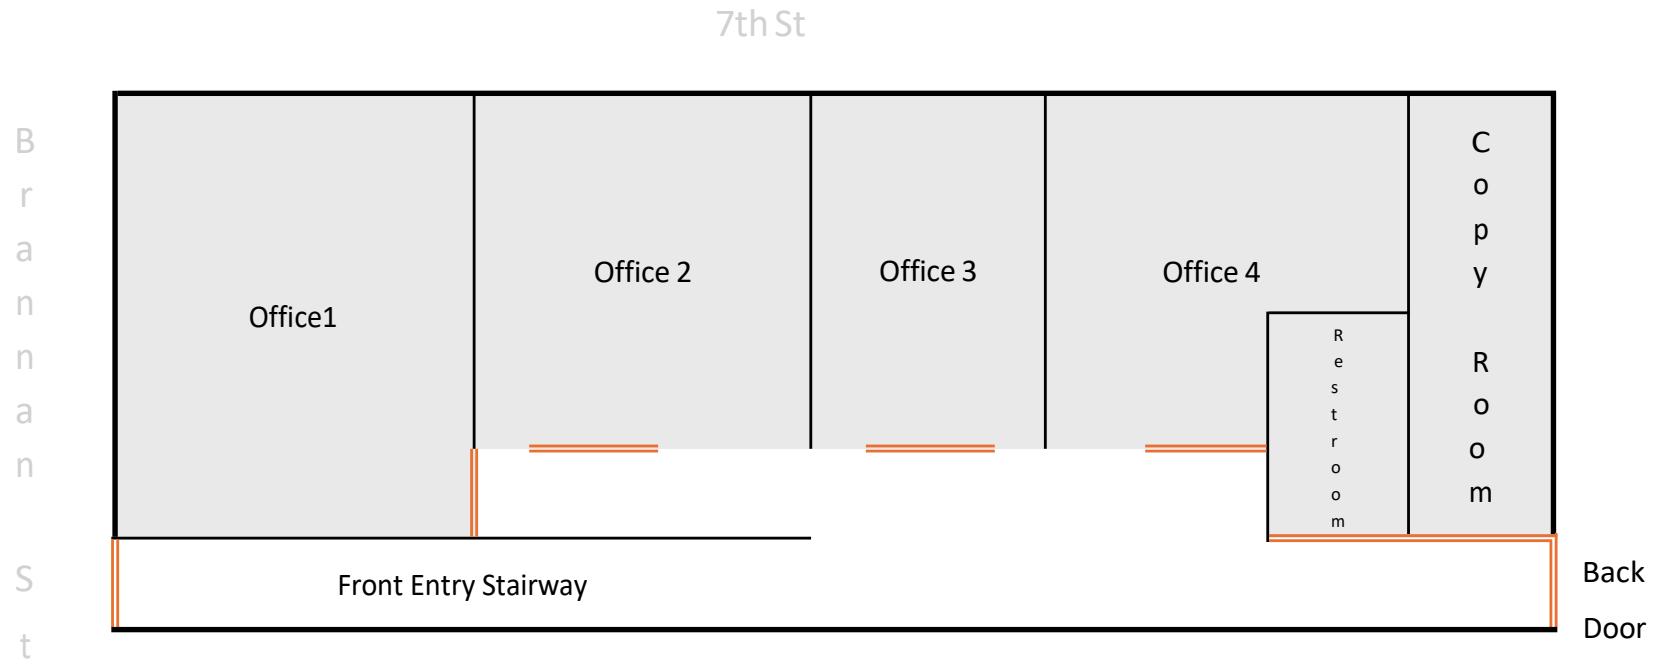 7th St
Brannan St
Office1
Office 2
Office 3
Office 4
Restroom
Copy Room
Front Entry Stairway
Back
Door